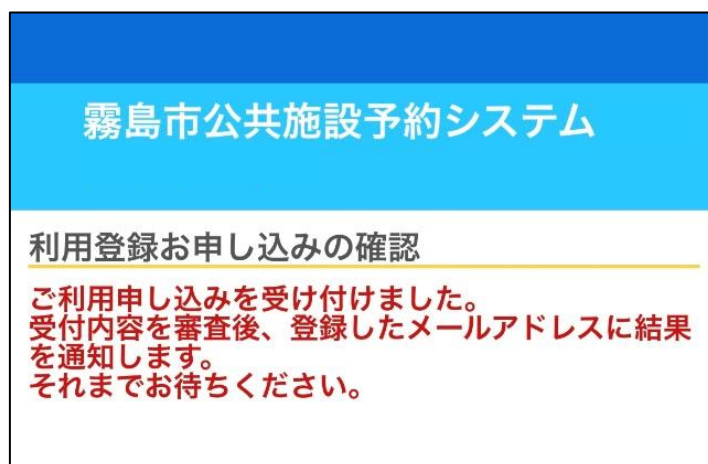 霧島市公共施設予約システム
利用登録お申し込みの確認
ご利用申し込みを受け付けました。
受付内容を審査後、登録したメールアドレスに結果
を通知します。
それまでお待ちください。